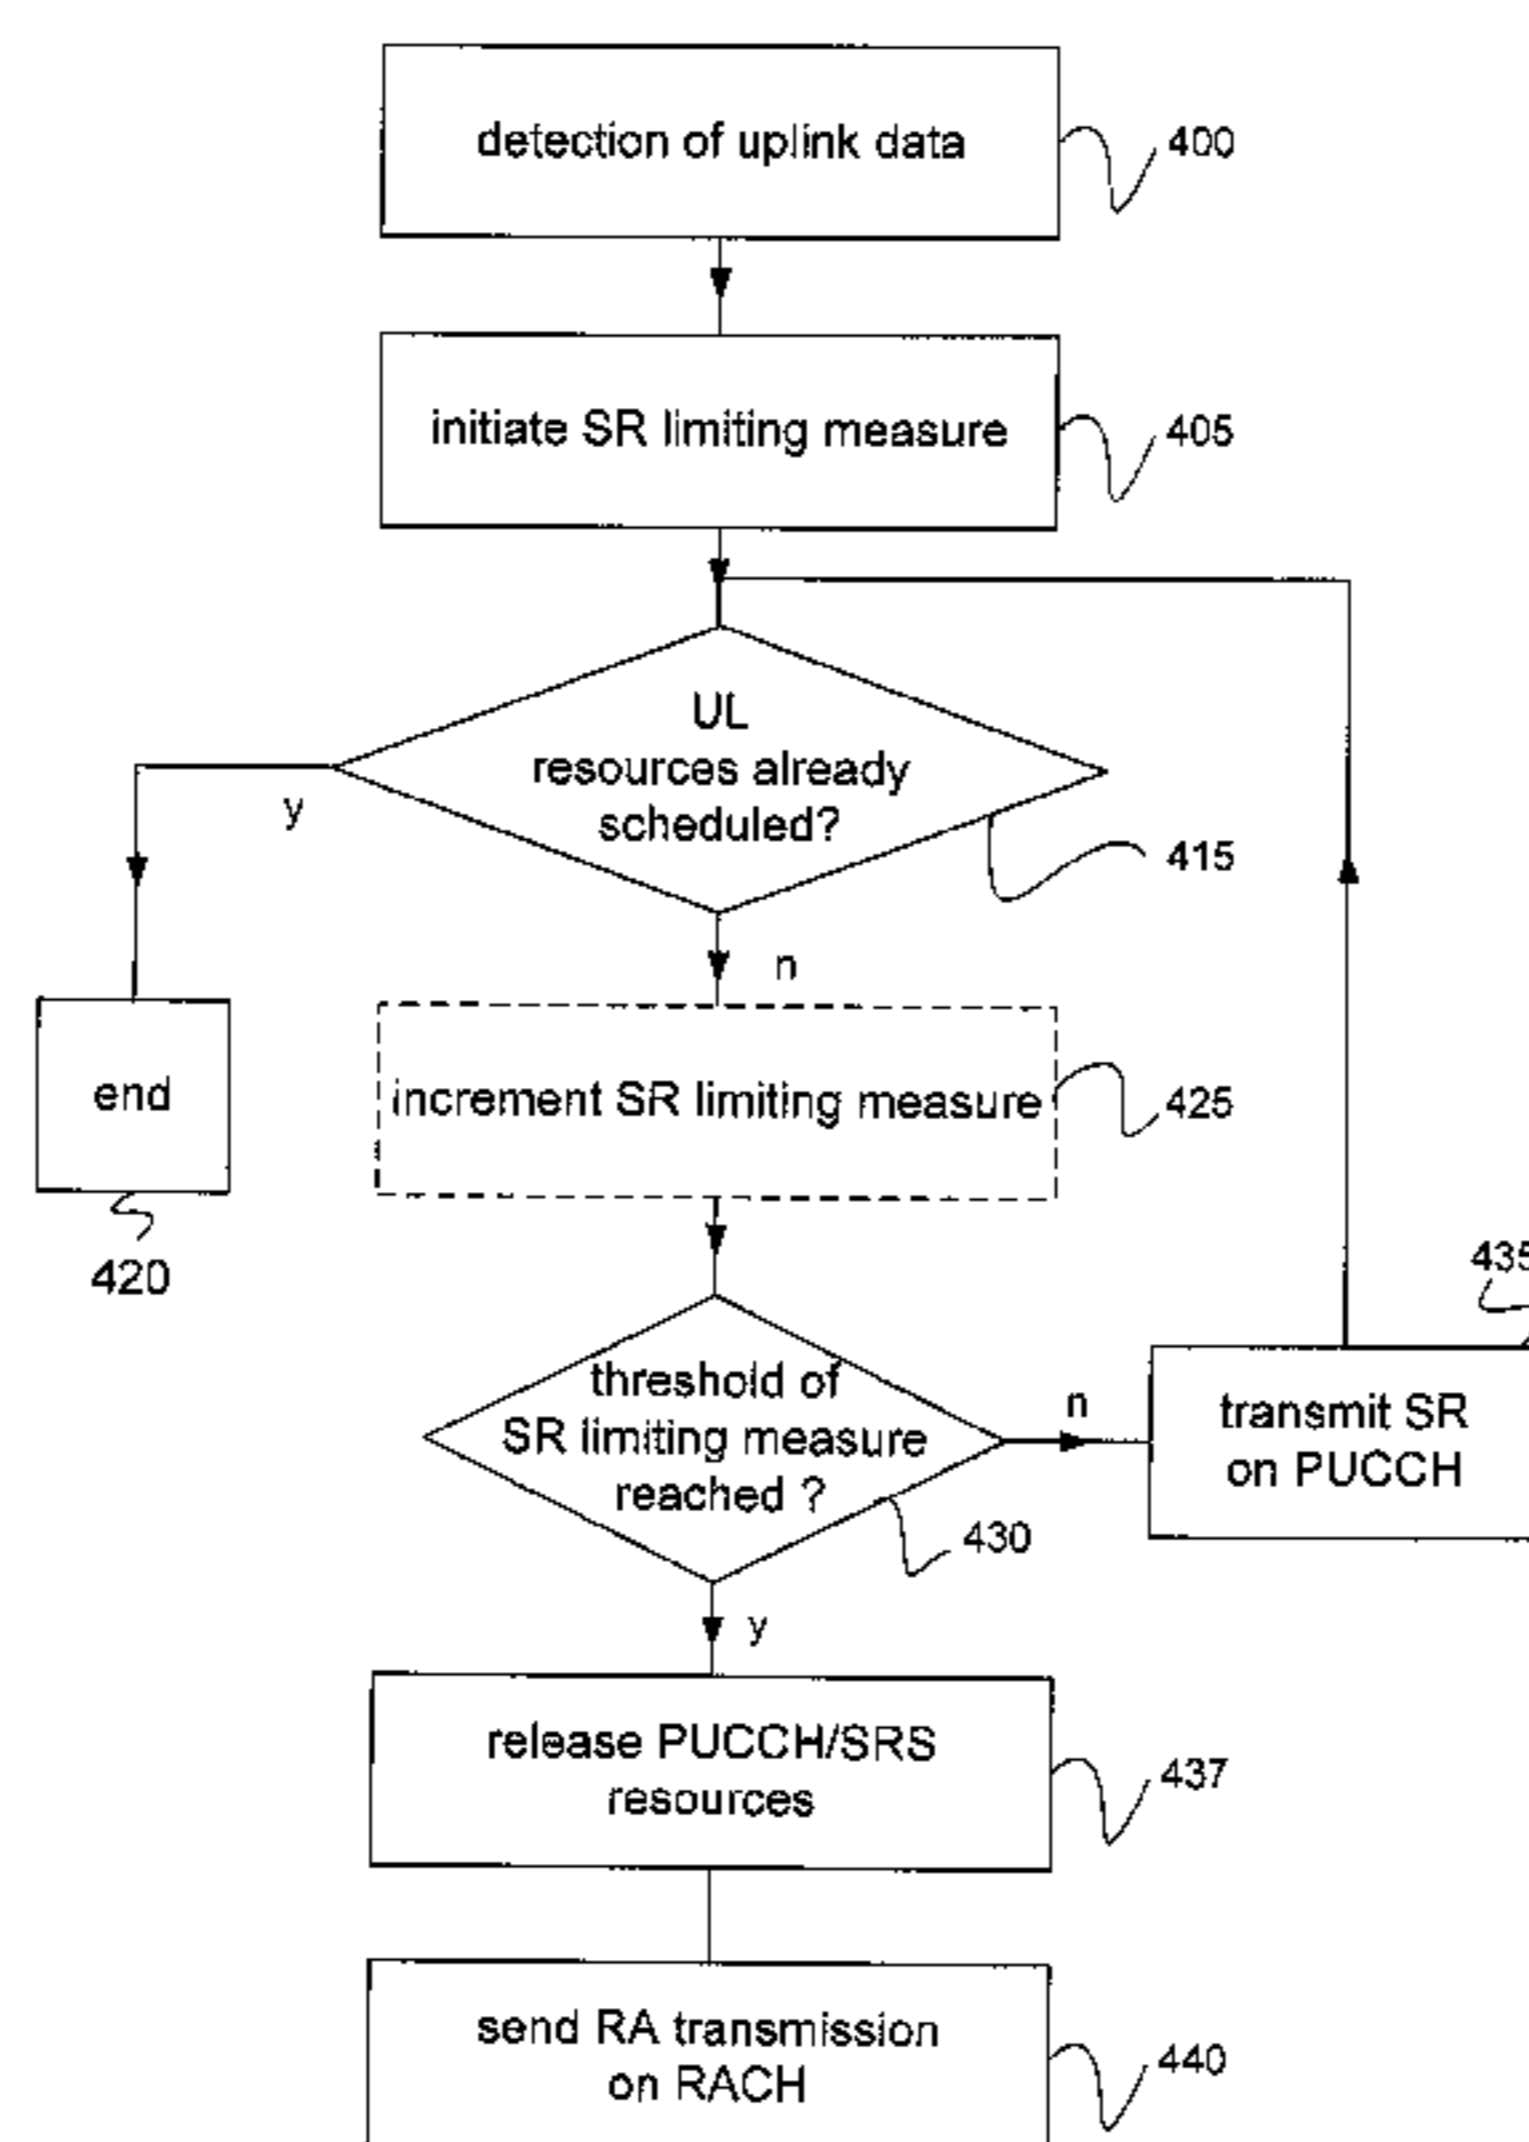 detection of uplink data
400
initiate SR limiting measure
405
UL
resources already
scheduled?
415
y
n
end
420
increment SR limiting measure
425
threshold of
SR limiting measure
reached ?
430
n
435
transmit SR
on PUCCH
y
release PUCCH/SRS
resources
437
send RA transmission
on RACH
440